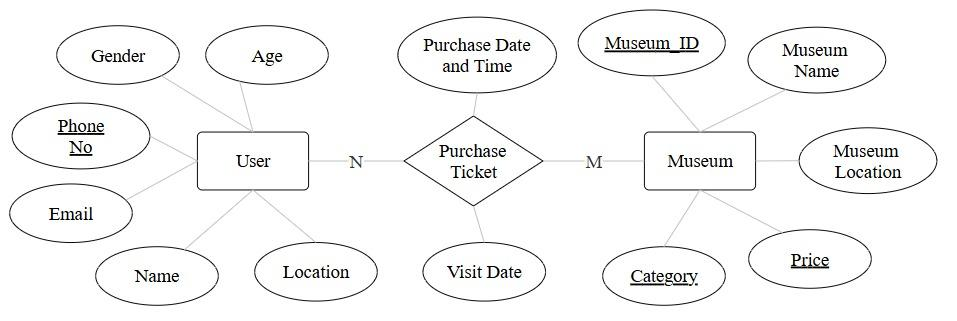 Gender
Age
Purchase Date
and Time
Museum_ID
Museum
Name
Phone
No
User
N
Purchase
Ticket
M
Museum
Museum
Location
Email
Name
Location
Visit Date
Category
Price